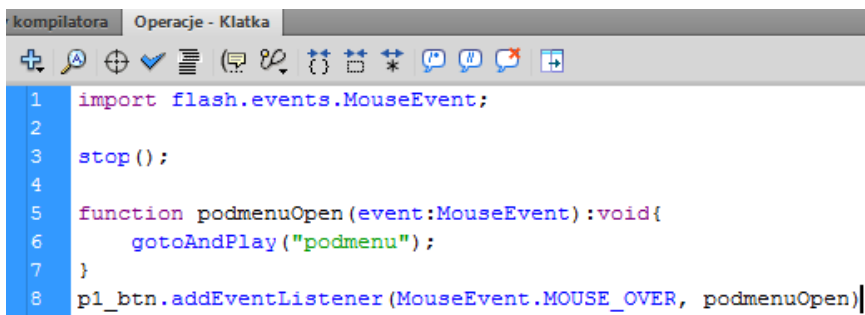 kompilatora Operacje - Klatka
1 import flash.events.MouseEvent;
2
3 stop();
4
5 function podmenuOpen(event:MouseEvent):void{
6 gotoAndPlay("podmenu");
7 }
8 p1_btn.addEventListener(MouseEvent.MOUSE_OVER, podmenuOpen)